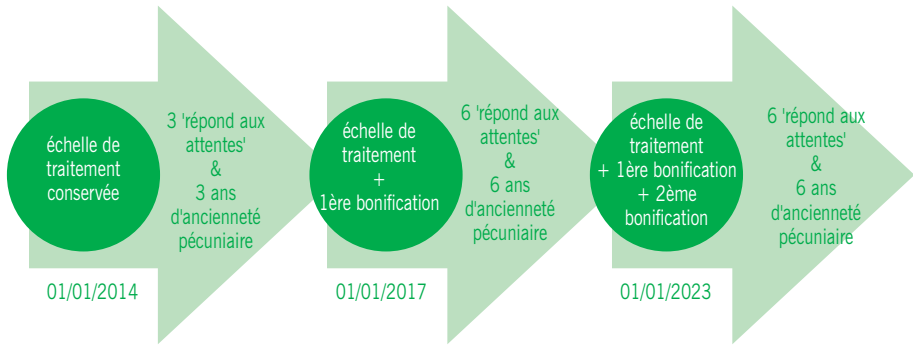 échelle de
traitement
conservée
3 'répond aux
attentes'
&
3 ans
d'ancienneté
pécuniaire
01/01/2014
échelle de
traitement
+
1ère bonification
6 'répond aux
attentes'
&
6 ans
d'ancienneté
pécuniaire
01/01/2017
échelle de
traitement
+ 1ère bonification
+ 2ème
bonification
6 'répond aux
attentes'
&
6 ans
d'ancienneté
pécuniaire
01/01/2023